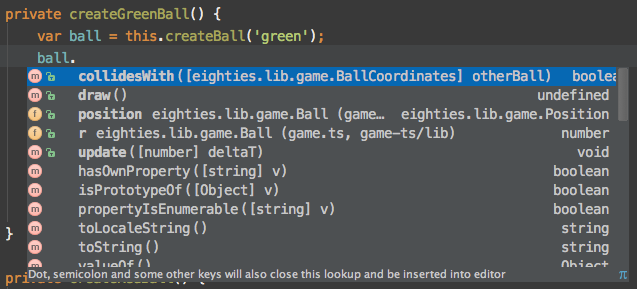 private createGreenBall() {
var ball = this.createBall('green');
ball.
m collidesWith([eighties.lib.game.BallCoordinates] otherBall) boolea
m draw() undefined
f position eighties.lib.game.Ball (game… eighties.lib.game.Position
f r eighties.lib.game.Ball (game.ts, game-ts/lib) number
m update([number] deltaT) void
m hasOwnProperty([string] v) boolean
m isPrototypeOf([Object] v) boolean
m propertyIsEnumerable([string] v) boolean
m toLocaleString() string
m toString() string
m valueOf() Object
}
Dot, semicolon and some other keys will also close this lookup and be inserted into editor π